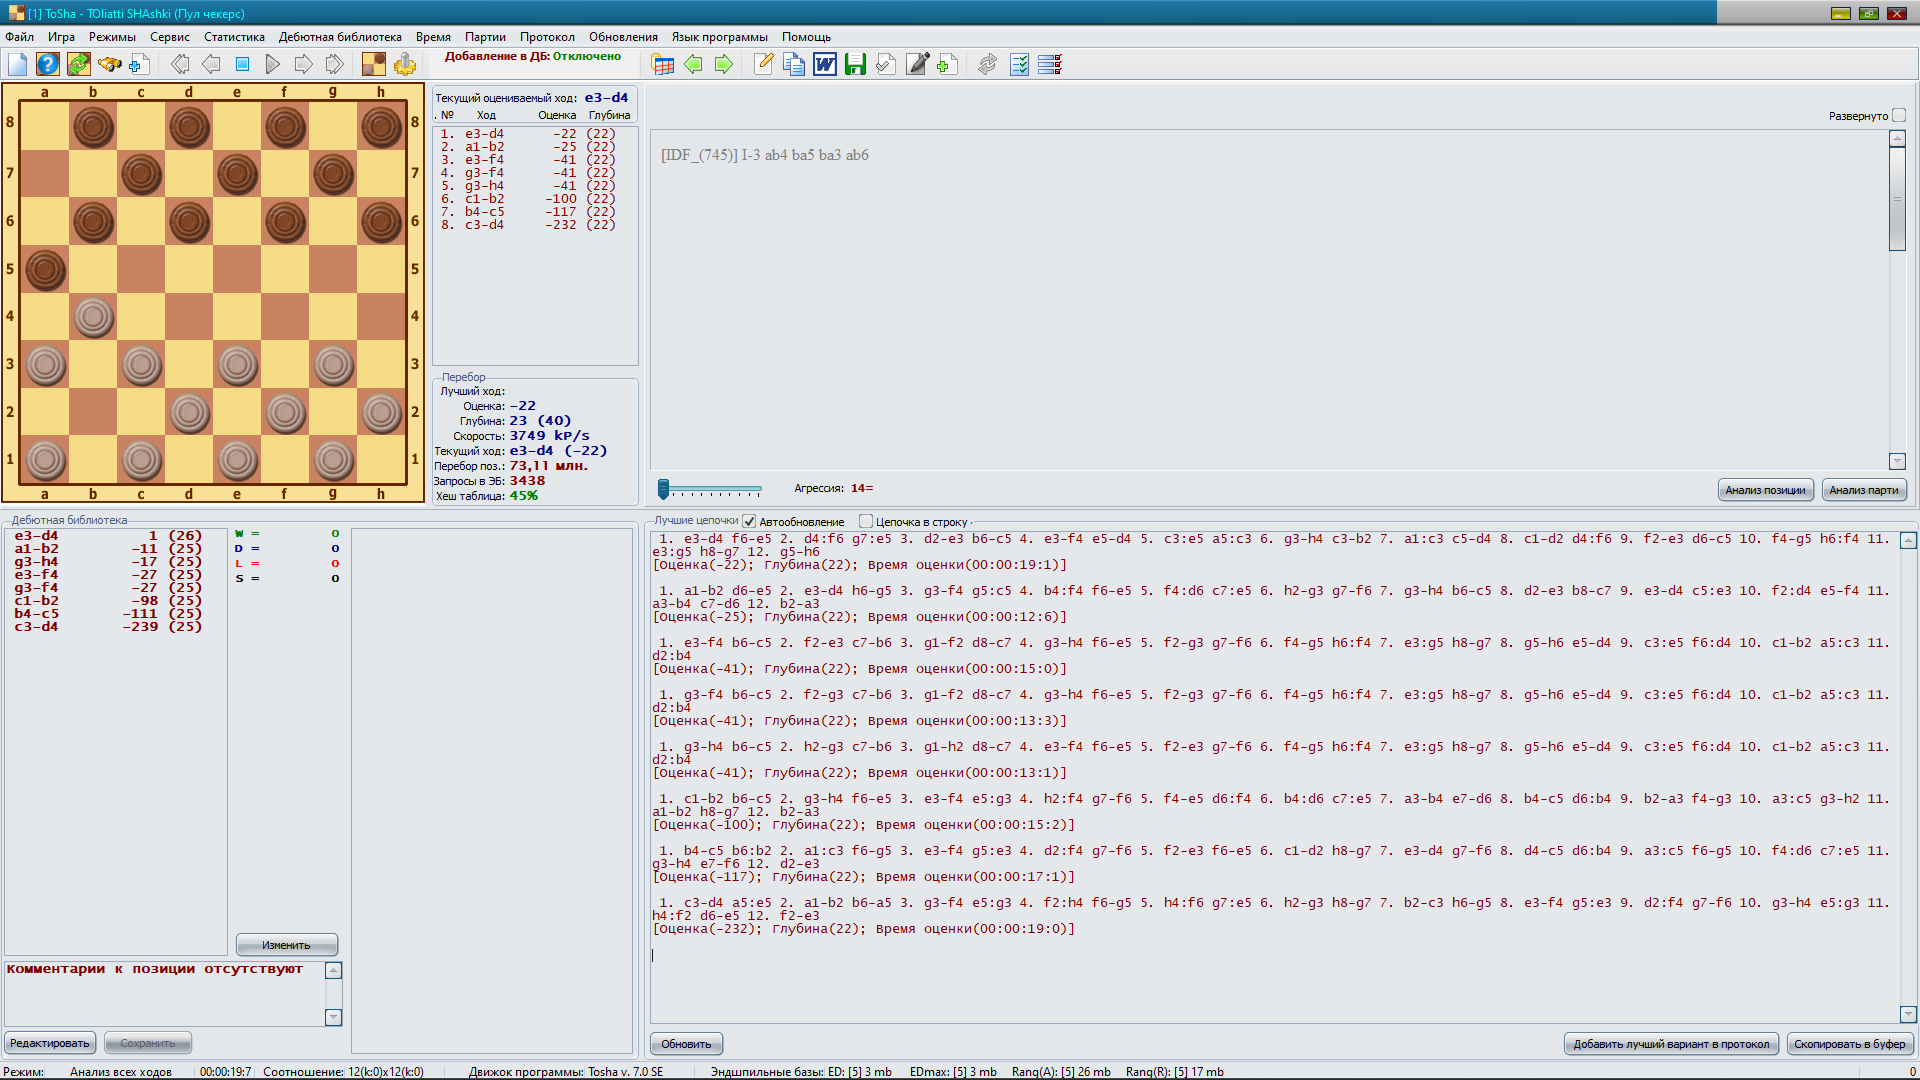 [1] ToSha - TOliatti SHAshki (Пул чекерс)
Файл Игра Режимы Сервис Статистика Дебютная библиотека Время Партии Протокол Обновления Язык программы Помощь
Добавление в ДБ: Отключено
a b c d e f g h
8 8
7 7
6 6
5 5
4 4
3 3
2 2
1 1
a b c d e f g h
Текущий оцениваемый ход: e3-d4
. № Ход Оценка Глубина
1. e3-d4 -22 (22)
2. a1-b2 -25 (22)
3. e3-f4 -41 (22)
4. g3-f4 -41 (22)
5. g3-h4 -41 (22)
6. c1-b2 -100 (22)
7. b4-c5 -117 (22)
8. c3-d4 -232 (22)
Перебор
Лучший ход:
Оценка: -22
Глубина: 23 (40)
Скорость: 3749 kP/s
Текущий ход: e3-d4 (-22)
Перебор поз.: 73,11 млн.
Запросы в ЭБ: 3438
Хеш таблица: 45%
Развернуто
[IDF_(745)] I-3 ab4 ba5 ba3 ab6
Агрессия: 14=
Анализ позиции Анализ парти
Дебютная библиотека
e3-d4 1 (26)
a1-b2 -11 (25)
g3-h4 -17 (25)
e3-f4 -27 (25)
g3-f4 -27 (25)
c1-b2 -98 (25)
b4-c5 -111 (25)
c3-d4 -239 (25)
W = 0
D = 0
L = 0
S = 0
Изменить
Комментарии к позиции отсутствуют
Редактировать Сохранить
Лучшие цепочки Автообновление Цепочка в строку
1. e3-d4 f6-e5 2. d4:f6 g7:e5 3. d2-e3 b6-c5 4. e3-f4 e5-d4 5. c3:e5 a5:c3 6. g3-h4 c3-b2 7. a1:c3 c5-d4 8. c1-d2 d4:f6 9. f2-e3 d6-c5 10. f4-g5 h6:f4 11.
e3:g5 h8-g7 12. g5-h6
[Оценка(-22); Глубина(22); Время оценки(00:00:19:1)]
1. a1-b2 d6-e5 2. e3-d4 h6-g5 3. g3-f4 g5:c5 4. b4:f4 f6-e5 5. f4:d6 c7:e5 6. h2-g3 g7-f6 7. g3-h4 b6-c5 8. d2-e3 b8-c7 9. e3-d4 c5:e3 10. f2:d4 e5-f4 11.
a3-b4 c7-d6 12. b2-a3
[Оценка(-25); Глубина(22); Время оценки(00:00:12:6)]
1. e3-f4 b6-c5 2. f2-e3 c7-b6 3. g1-f2 d8-c7 4. g3-h4 f6-e5 5. f2-g3 g7-f6 6. f4-g5 h6:f4 7. e3:g5 h8-g7 8. g5-h6 e5-d4 9. c3:e5 f6:d4 10. c1-b2 a5:c3 11.
d2:b4
[Оценка(-41); Глубина(22); Время оценки(00:00:15:0)]
1. g3-f4 b6-c5 2. f2-g3 c7-b6 3. g1-f2 d8-c7 4. g3-h4 f6-e5 5. f2-g3 g7-f6 6. f4-g5 h6:f4 7. e3:g5 h8-g7 8. g5-h6 e5-d4 9. c3:e5 f6:d4 10. c1-b2 a5:c3 11.
d2:b4
[Оценка(-41); Глубина(22); Время оценки(00:00:13:3)]
1. g3-h4 b6-c5 2. h2-g3 c7-b6 3. g1-h2 d8-c7 4. e3-f4 f6-e5 5. f2-e3 g7-f6 6. f4-g5 h6:f4 7. e3:g5 h8-g7 8. g5-h6 e5-d4 9. c3:e5 f6:d4 10. c1-b2 a5:c3 11.
d2:b4
[Оценка(-41); Глубина(22); Время оценки(00:00:13:1)]
1. c1-b2 b6-c5 2. g3-h4 f6-e5 3. e3-f4 e5:g3 4. h2:f4 g7-f6 5. f4-e5 d6:f4 6. b4:d6 c7:e5 7. a3-b4 e7-d6 8. b4-c5 d6:b4 9. b2-a3 f4-g3 10. a3:c5 g3-h2 11.
a1-b2 h8-g7 12. b2-a3
[Оценка(-100); Глубина(22); Время оценки(00:00:15:2)]
1. b4-c5 b6:b2 2. a1:c3 f6-g5 3. e3-f4 g5:e3 4. d2:f4 g7-f6 5. f2-e3 f6-e5 6. c1-d2 h8-g7 7. e3-d4 g7-f6 8. d4-c5 d6:b4 9. a3:c5 f6-g5 10. f4:d6 c7:e5 11.
g3-h4 e7-f6 12. d2-e3
[Оценка(-117); Глубина(22); Время оценки(00:00:17:1)]
1. c3-d4 a5:e5 2. a1-b2 b6-a5 3. g3-f4 e5:g3 4. f2:h4 f6-g5 5. h4:f6 g7:e5 6. h2-g3 h8-g7 7. b2-c3 h6-g5 8. e3-f4 g5:e3 9. d2:f4 g7-f6 10. g3-h4 e5:g3 11.
h4:f2 d6-e5 12. f2-e3
[Оценка(-232); Глубина(22); Время оценки(00:00:19:0)]
Обновить Добавить лучший вариант в протокол Скопировать в буфер
Режим: Анализ всех ходов 00:00:19:7 Соотношение: 12(k:0)x12(k:0) Движок программы: Tosha v. 7.0 SE Эндшпильные базы: ED: [5] 3 mb EDmax: [5] 3 mb Rang(A): [5] 26 mb Rang(R): [5] 17 mb 0